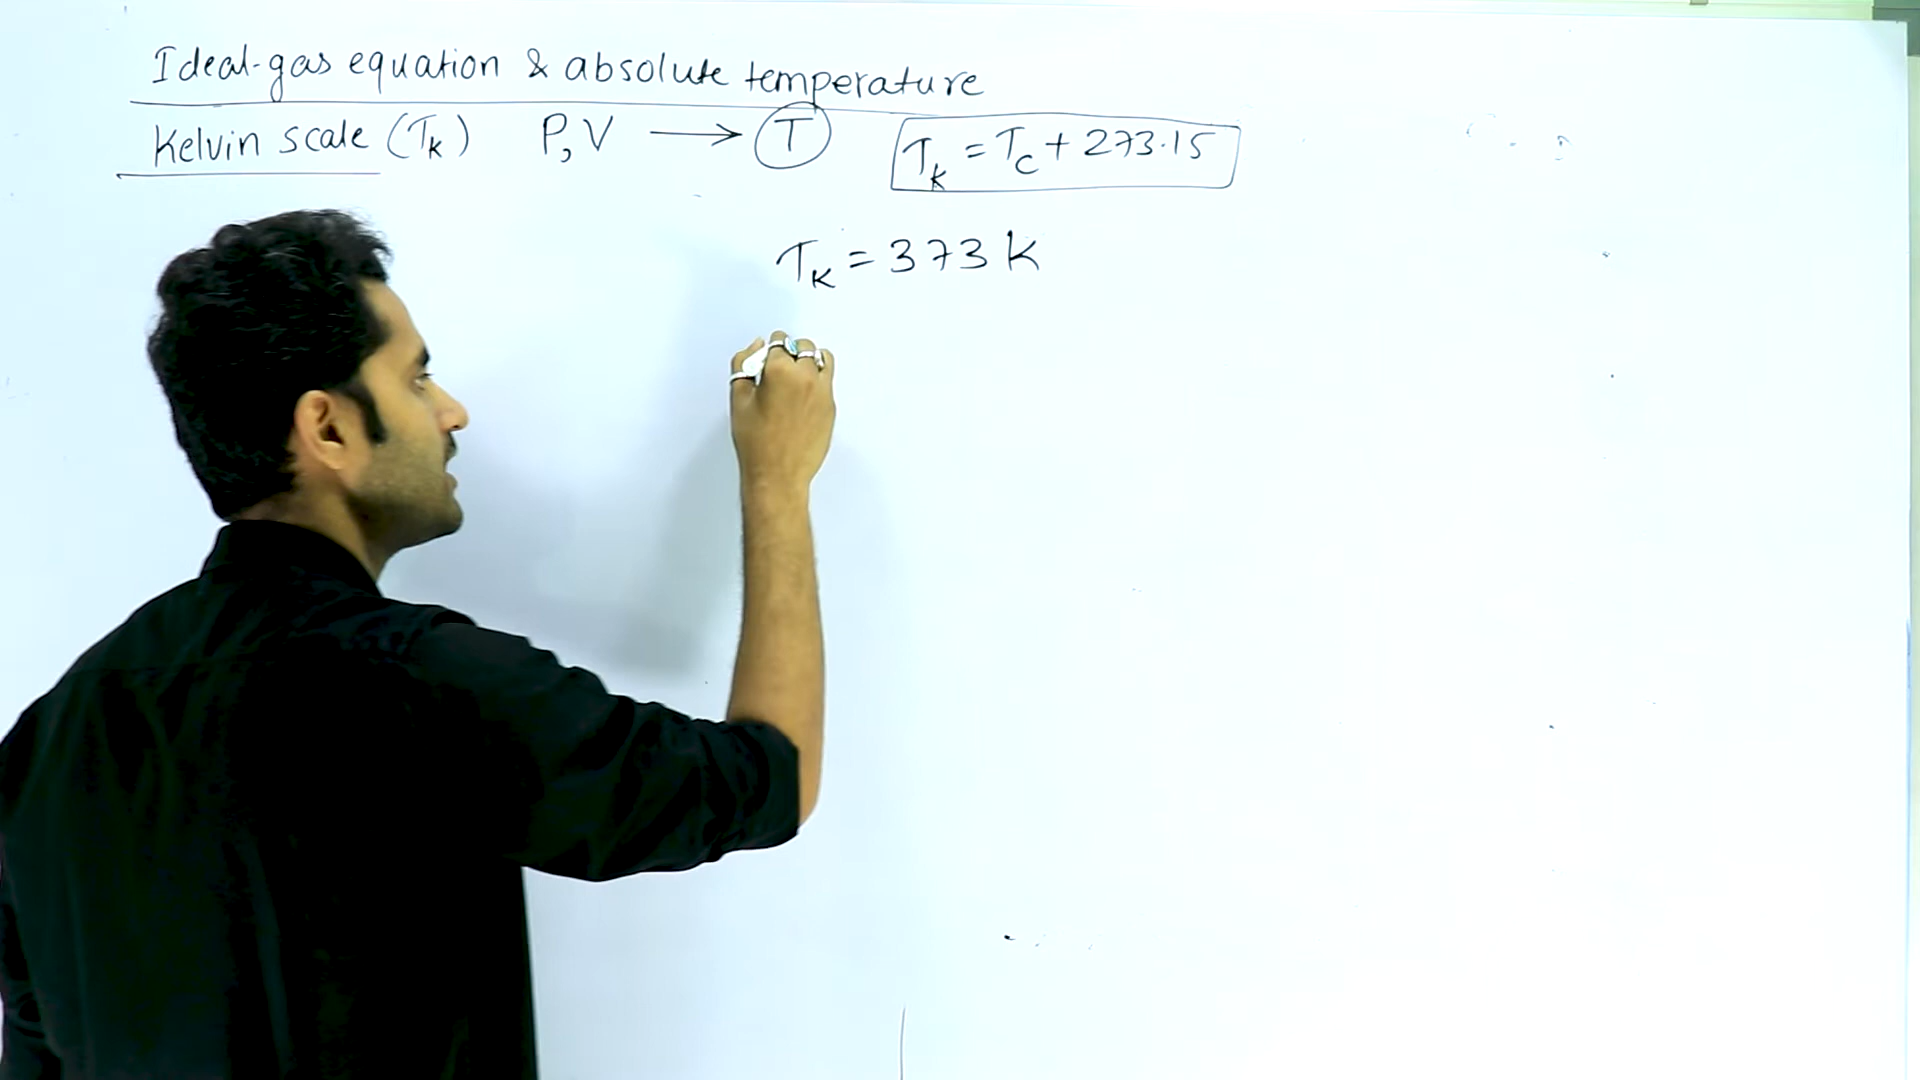 Ideal-gas equation & absolute temperature
Kelvin scale (T_K) P, V → T T_K = T_C + 273.15
T_K = 373 K